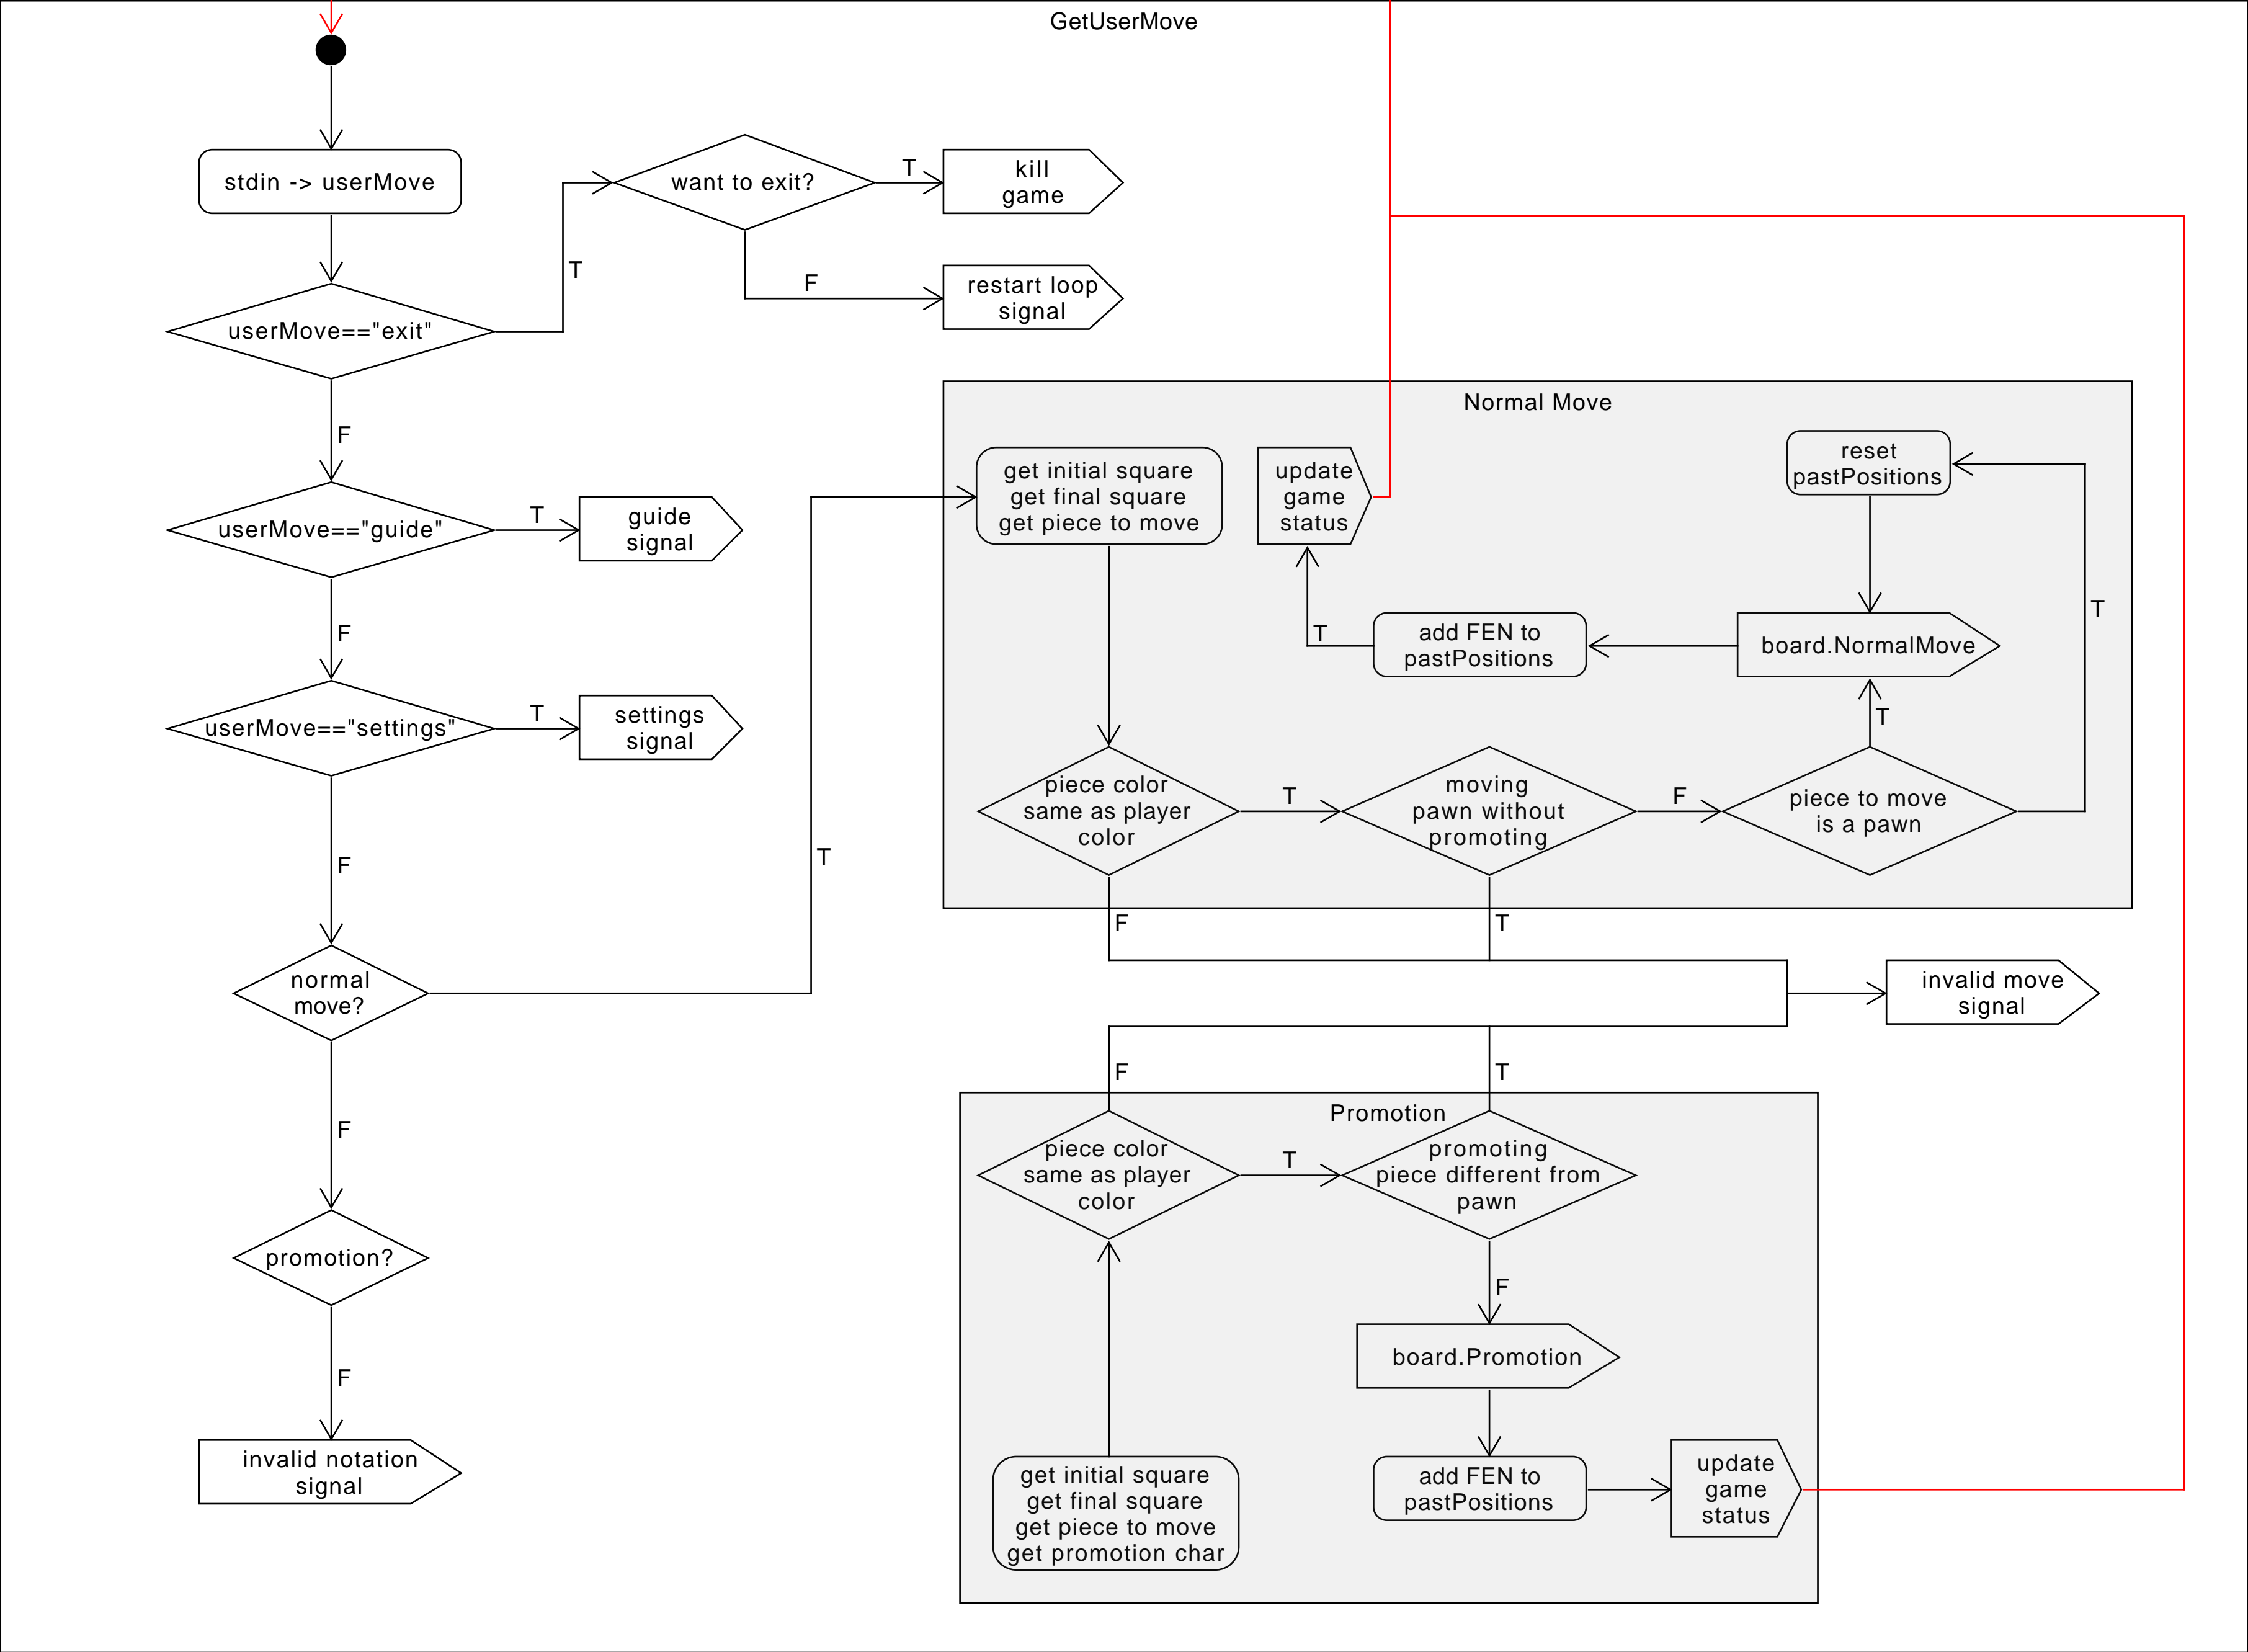 GetUserMove
stdin -> userMove
want to exit?
T
kill
game
T
F
restart loop
signal
userMove=="exit"
F
userMove=="guide"
T
guide
signal
F
userMove=="settings"
T
settings
signal
F
normal
move?
T
F
promotion?
F
invalid notation
signal
Normal Move
get initial square
get final square
get piece to move
update
game
status
reset
pastPositions
T
add FEN to
pastPositions
board.NormalMove
T
T
piece color
same as player
color
T
moving
pawn without
promoting
F
piece to move
is a pawn
F
T
invalid move
signal
F
T
Promotion
piece color
same as player
color
T
promoting
piece different from
pawn
F
board.Promotion
get initial square
get final square
get piece to move
get promotion char
add FEN to
pastPositions
update
game
status